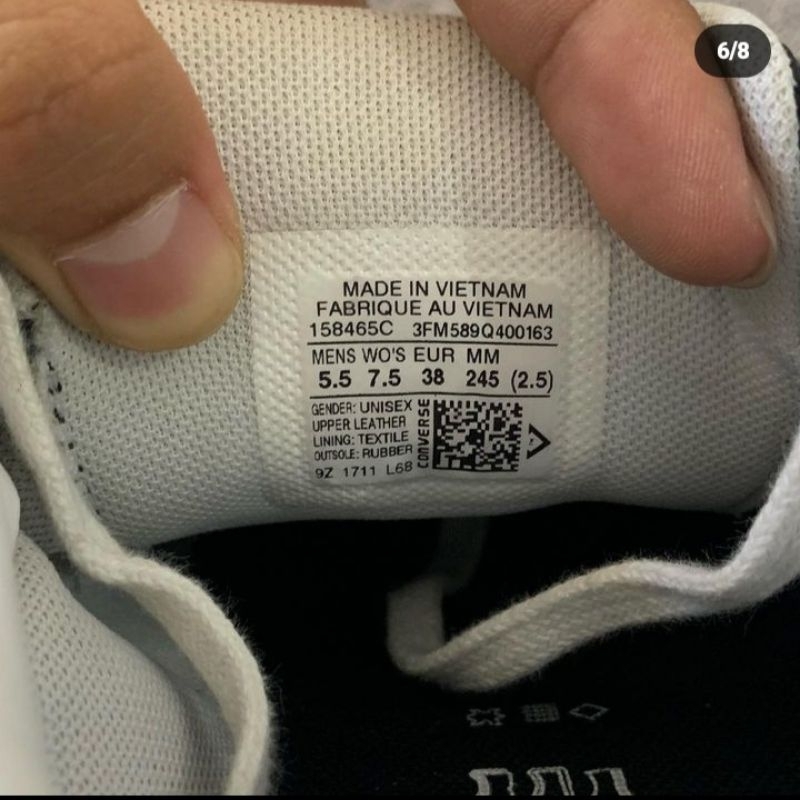 6/8
MADE IN VIETNAM
FABRIQUE AU VIETNAM
158465C 3FM589Q400163
MENS WO'S EUR MM
5.5 7.5 38 245 (2.5)
GENDER: UNISEX
UPPER LEATHER
LINING: TEXTILE
OUTSOLE: RUBBER
9Z 1711 L68
CONVERSE